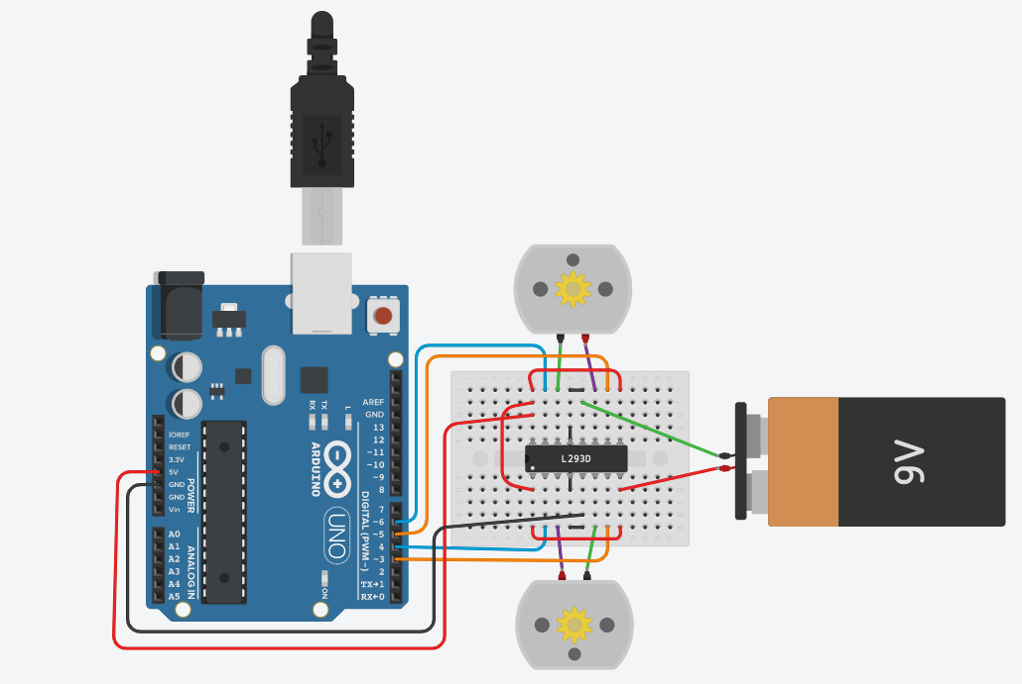 AREF
GND
13
12
~11
~10
~9
8
7
~6
~5
4
~3
2
TX→1
RX←0
DIGITAL (PWM~)
RX
TX
L
ARDUINO
UNO
ON
IOREF
RESET
3.3V
5V
GND
GND
Vin
POWER
A0
A1
A2
A3
A4
A5
ANALOG IN
L293D
9V